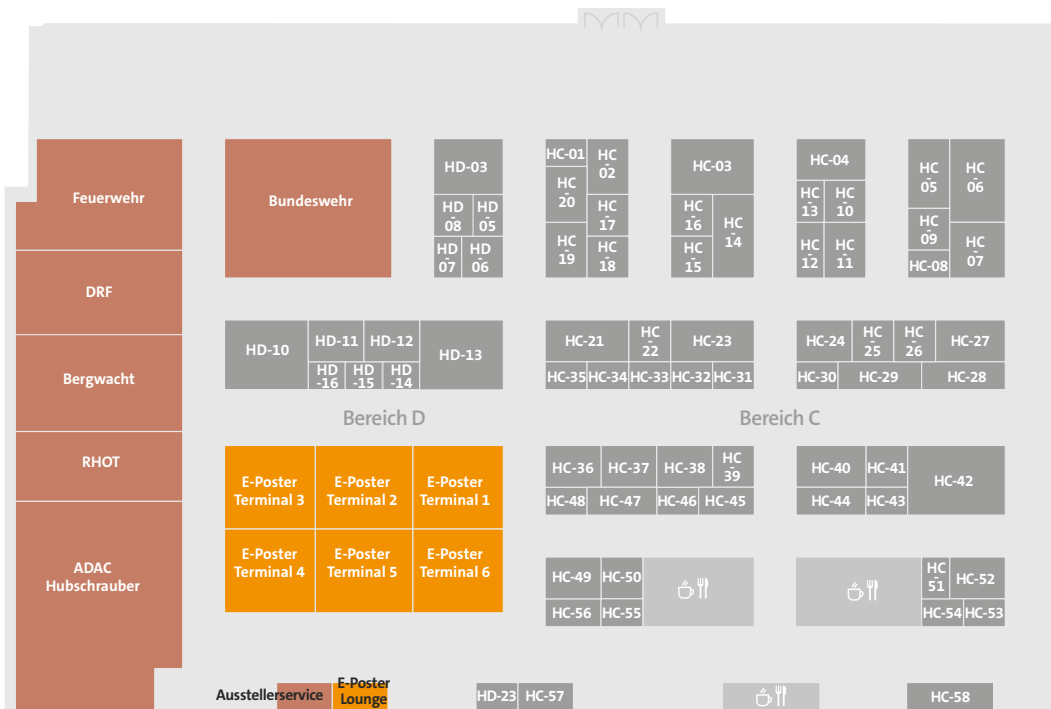 Feuerwehr
DRF
Bergwacht
RHOT
ADAC
Hubschrauber
Bundeswehr
HD-03
HD
-
08
HD
-
05
HD
-
07
HD
-
06
HC-01
HC
-
02
HC
-
20
HC
-
17
HC
-
19
HC
-
18
HC-03
HC
-
16
HC
-
14
HC
-
15
HC-04
HC
-
13
HC
-
10
HC
-
12
HC
-
11
HC
-
05
HC
-
06
HC
-
09
HC
-
07
HC-08
HD-10
HD-11
HD-12
HD-13
HD
-16
HD
-15
HD
-14
HC-21
HC
-
22
HC-23
HC-35
HC-34
HC-33
HC-32
HC-31
HC-24
HC
-
25
HC
-
26
HC-27
HC-30
HC-29
HC-28
Bereich D
Bereich C
E-Poster
Terminal 3
E-Poster
Terminal 2
E-Poster
Terminal 1
E-Poster
Terminal 4
E-Poster
Terminal 5
E-Poster
Terminal 6
HC-36
HC-37
HC-38
HC
-
39
HC-48
HC-47
HC-46
HC-45
HC-40
HC-41
HC-42
HC-44
HC-43
HC-49
HC-50
HC-56
HC-55
HC
-
51
HC-52
HC-54
HC-53
Ausstellerservice
E-Poster
Lounge
HD-23
HC-57
HC-58